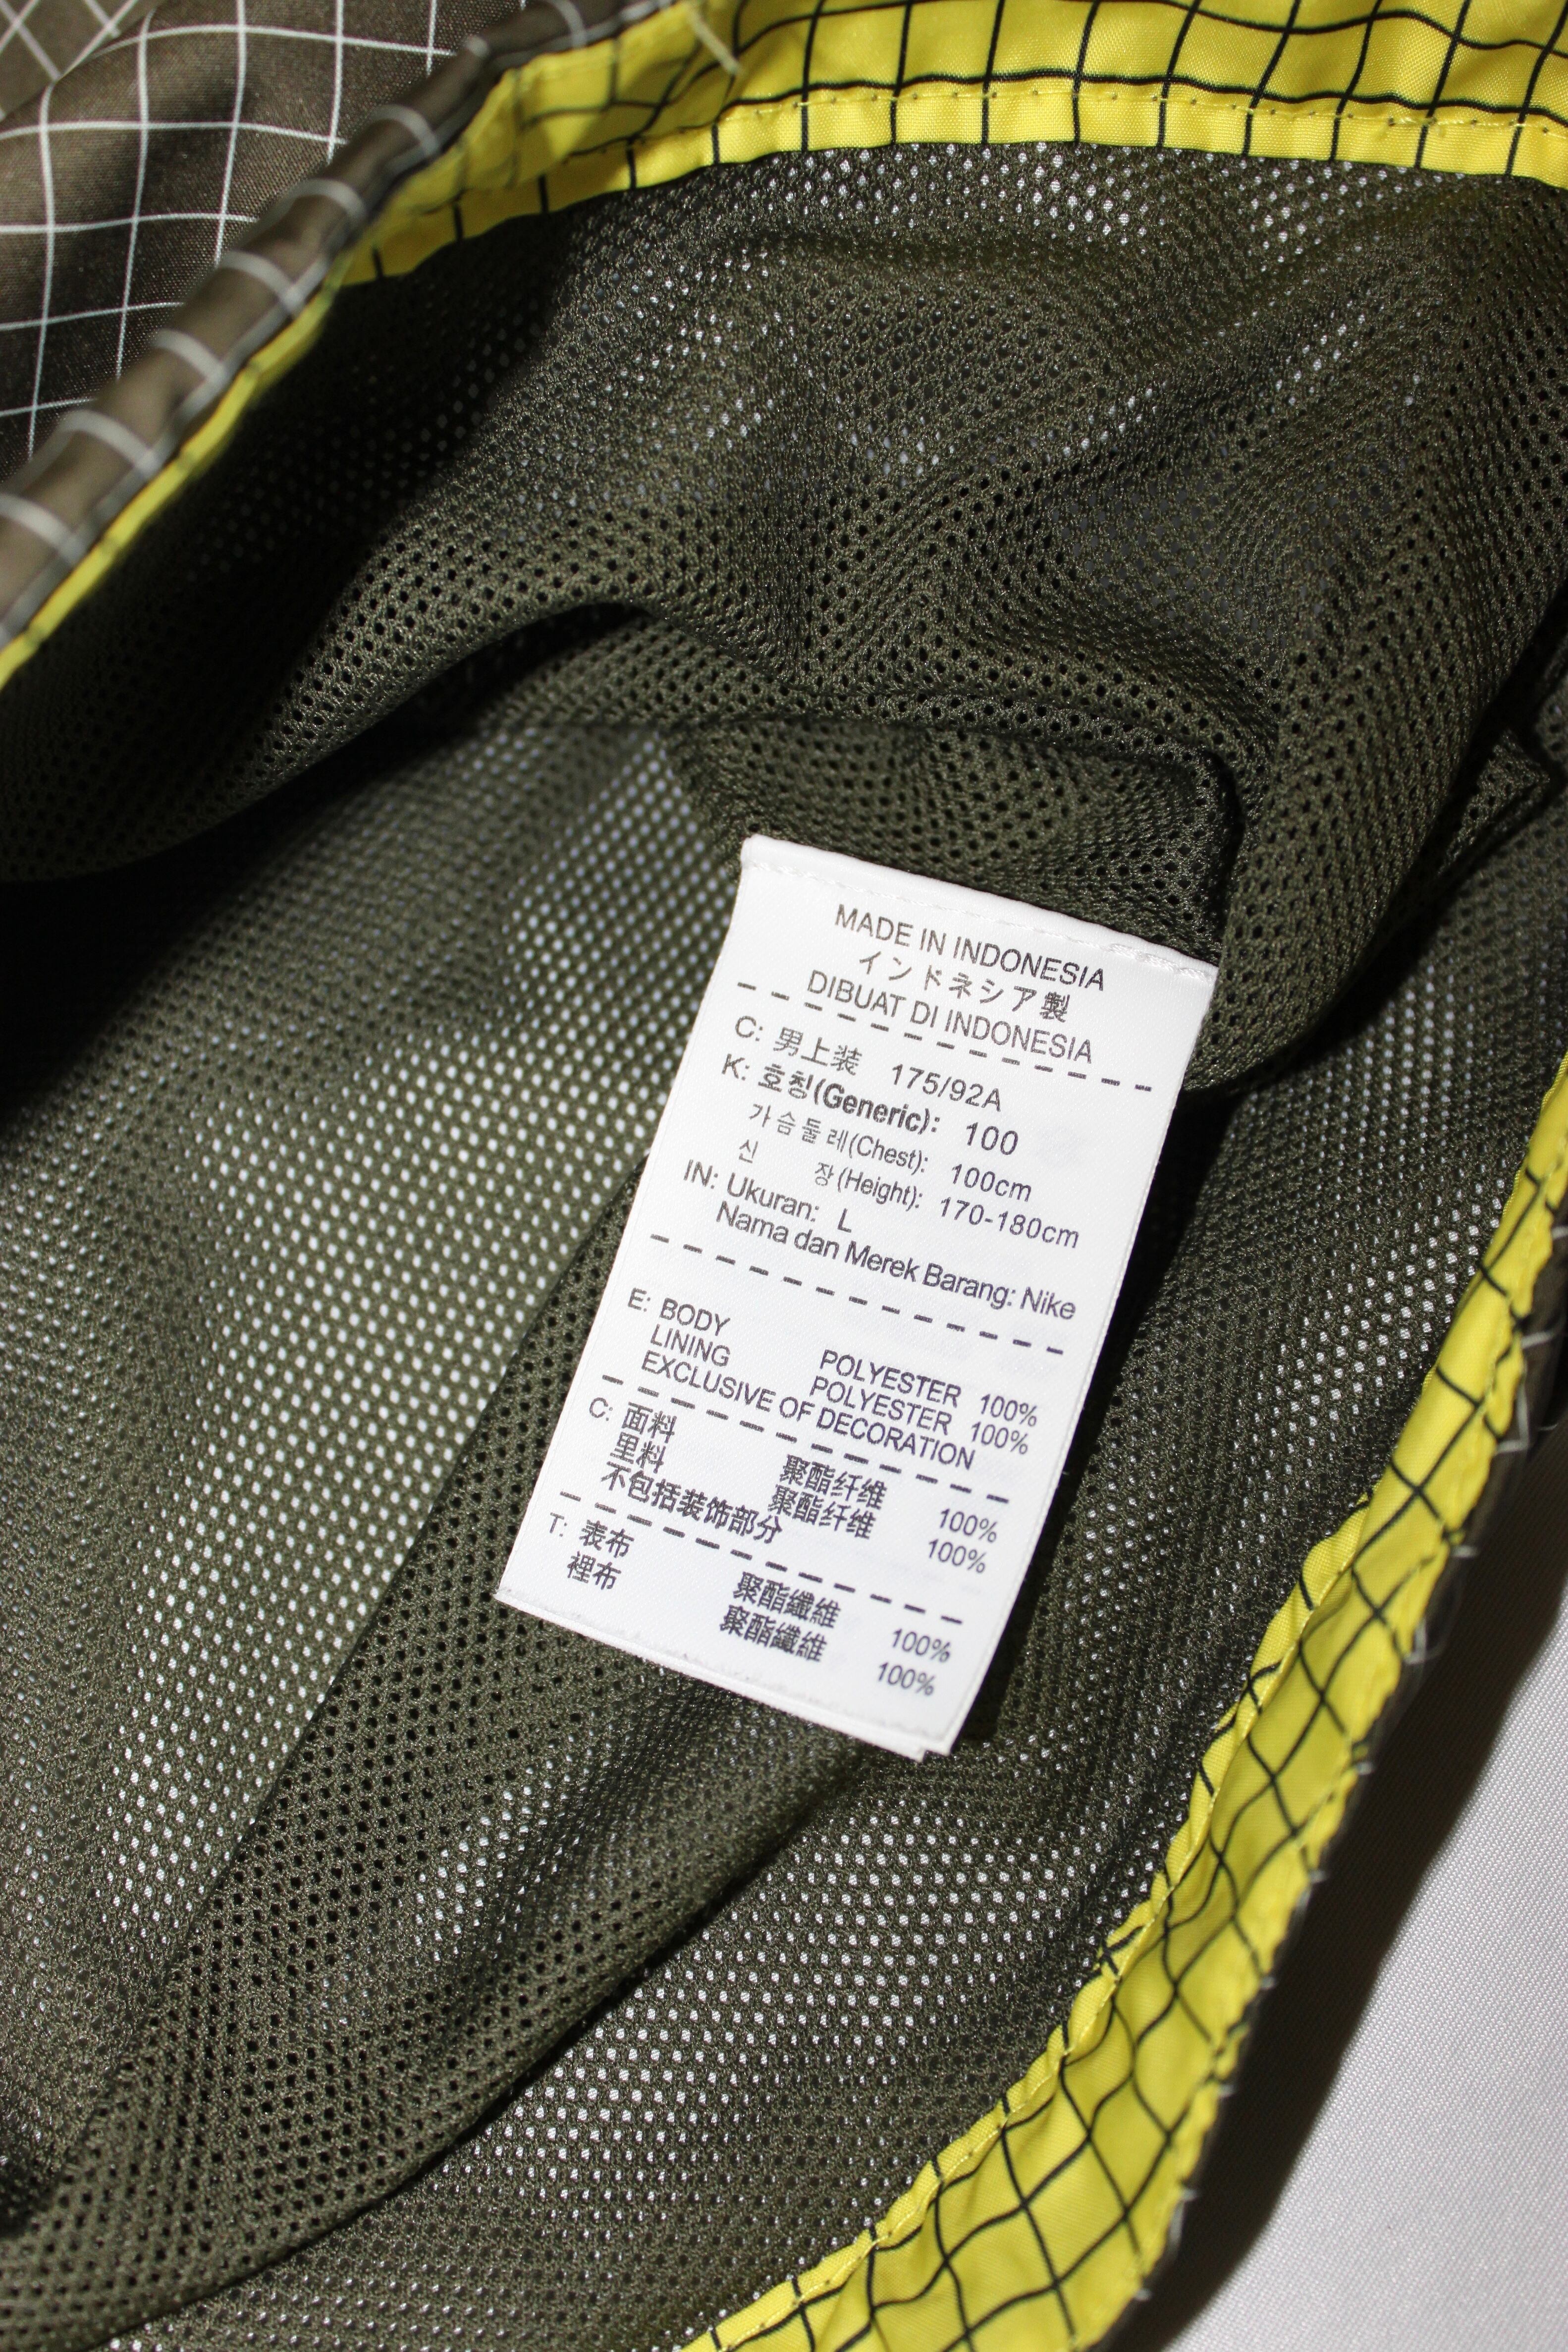 MADE IN INDONESIA
インドネシア製
DIBUAT DI INDONESIA
C: 男上装 175/92A
K: 호칭(Generic): 100
가슴둘레(Chest): 100cm
신 장(Height): 170-180cm
IN: Ukuran: L
Nama dan Merek Barang: Nike
E: BODY POLYESTER 100%
LINING POLYESTER 100%
EXCLUSIVE OF DECORATION
C: 面料 聚酯纤维 100%
里料 聚酯纤维 100%
不包括装饰部分
T: 表布 聚酯纖維 100%
裡布 聚酯纖維 100%